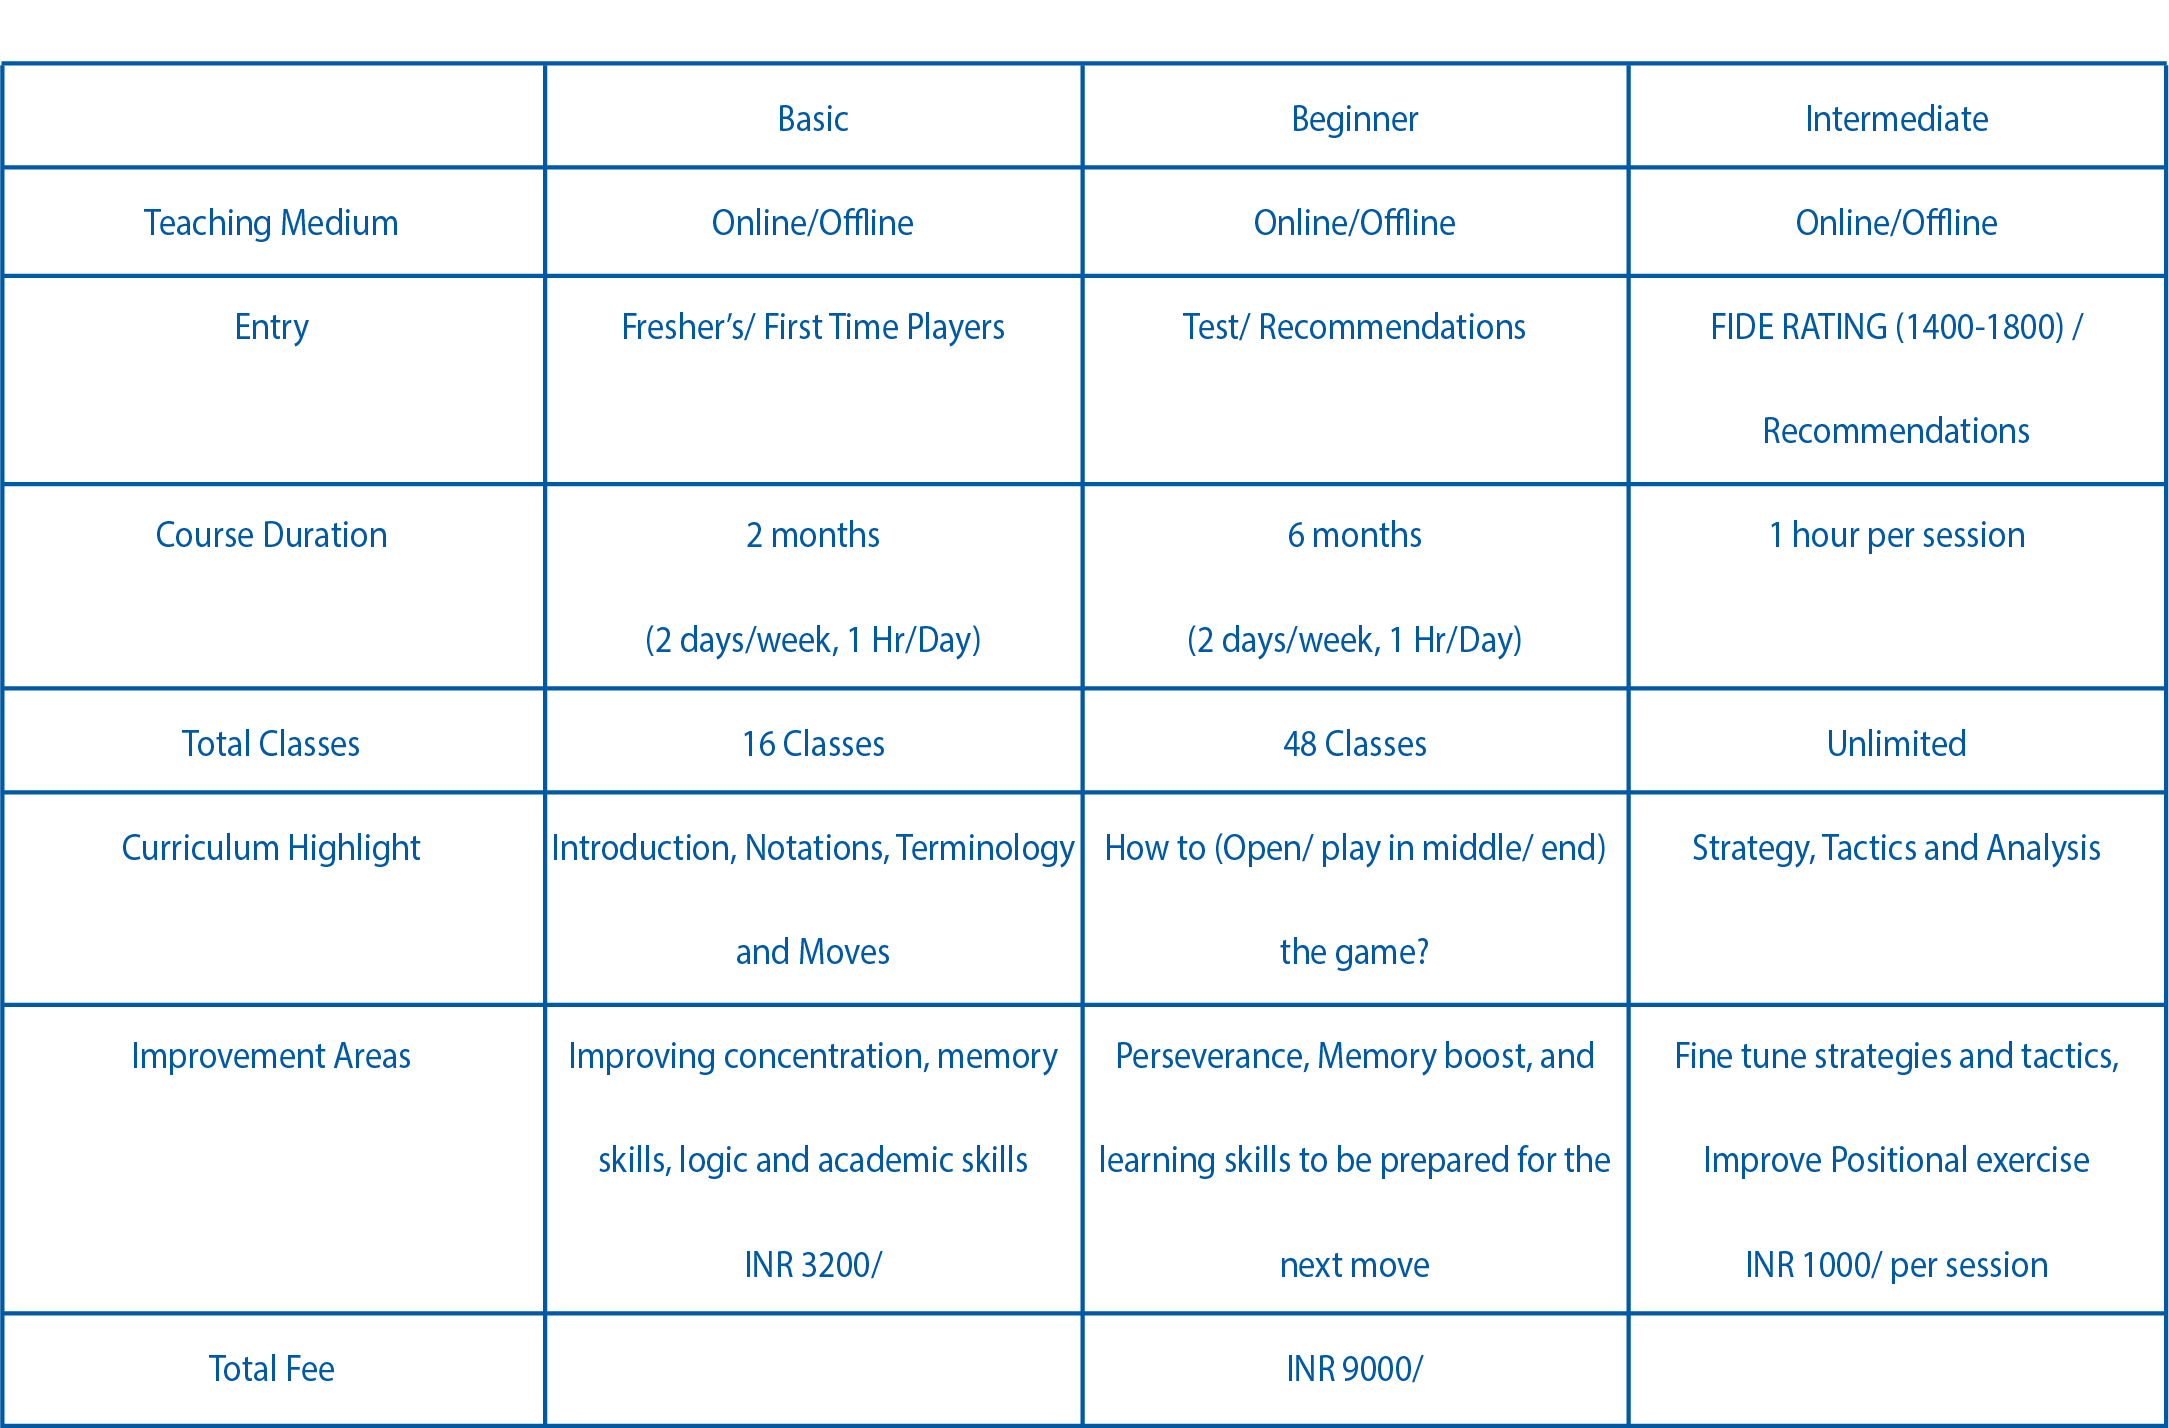 Basic Beginner Intermediate
Teaching Medium Online/Offline Online/Offline Online/Offline
Entry Fresher’s/ First Time Players Test/ Recommendations FIDE RATING (1400-1800) /
Recommendations
Course Duration 2 months 6 months 1 hour per session
(2 days/week, 1 Hr/Day) (2 days/week, 1 Hr/Day)
Total Classes 16 Classes 48 Classes Unlimited
Curriculum Highlight Introduction, Notations, Terminology How to (Open/ play in middle/ end) Strategy, Tactics and Analysis
and Moves the game?
Improvement Areas Improving concentration, memory Perseverance, Memory boost, and Fine tune strategies and tactics,
skills, logic and academic skills learning skills to be prepared for the Improve Positional exercise
INR 3200/ next move INR 1000/ per session
Total Fee INR 9000/